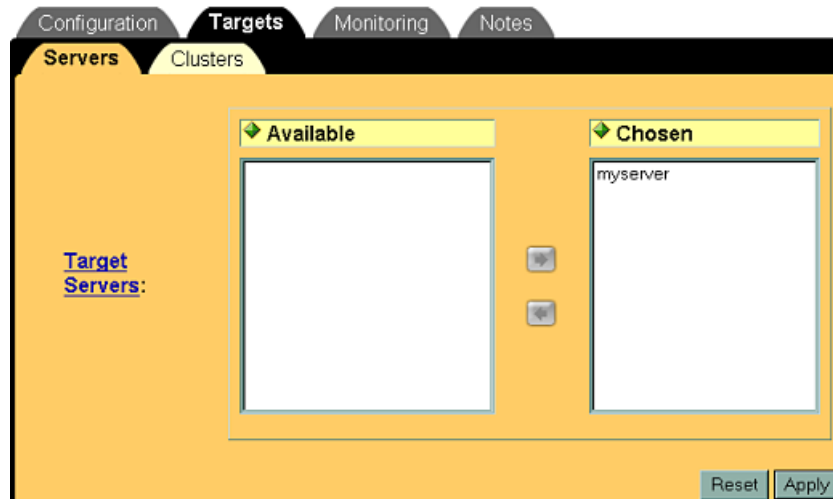 Configuration Targets Monitoring Notes
Servers Clusters
Available Chosen
myserver
Target
Servers:
Reset Apply